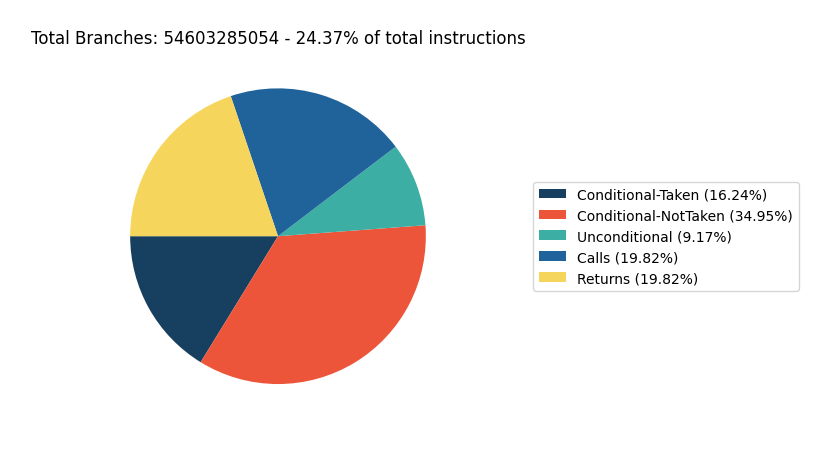 Total Branches: 54603285054 - 24.37% of total instructions
Conditional-Taken (16.24%)
Conditional-NotTaken (34.95%)
Unconditional (9.17%)
Calls (19.82%)
Returns (19.82%)